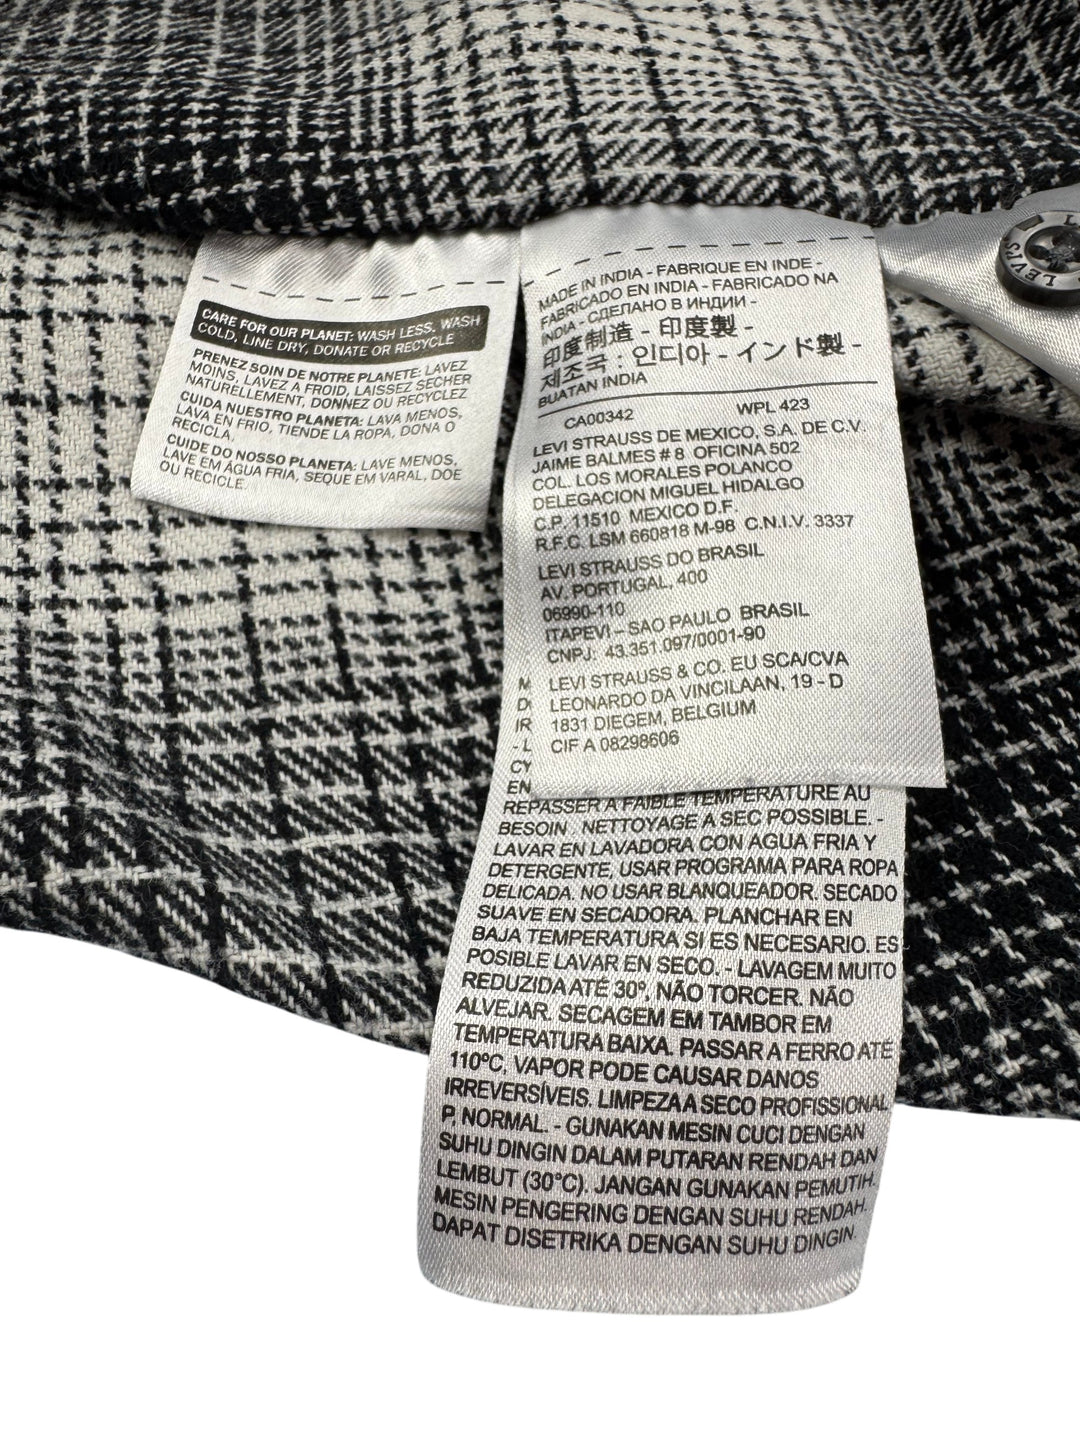 CARE FOR OUR PLANET: WASH LESS. WASH
COLD, LINE DRY, DONATE OR RECYCLE
PRENEZ SOIN DE NOTRE PLANETE: LAVEZ
MOINS, LAVEZ A FROID, LAISSEZ SECHER
NATURELLEMENT, DONNEZ OU RECYCLEZ
CUIDA NUESTRO PLANETA: LAVA MENOS,
LAVA EN FRIO, TIENDE LA ROPA, DONA O
RECICLA.
CUIDE DO NOSSO PLANETA: LAVE MENOS,
LAVE EM ÁGUA FRIA, SEQUE EM VARAL, DOE
OU RECICLE.
MADE IN INDIA - FABRIQUE EN INDE -
FABRICADO EN INDIA - FABRICADO NA
INDIA - СДЕЛАНО В ИНДИИ -
印度制造 - 印度製 -
제조국 : 인디아 - インド製 -
BUATAN INDIA
CA00342 WPL 423
LEVI STRAUSS DE MEXICO, S.A. DE C.V.
JAIME BALMES # 8 OFICINA 502
COL. LOS MORALES POLANCO
DELEGACION MIGUEL HIDALGO
C.P. 11510 MEXICO D.F.
R.F.C. LSM 660818 M-98 C.N.I.V. 3337
LEVI STRAUSS DO BRASIL
AV. PORTUGAL, 400
06990-110
ITAPEVI – SAO PAULO BRASIL
CNPJ: 43.351.097/0001-90
LEVI STRAUSS & CO. EU SCA/CVA
LEONARDO DA VINCILAAN, 19 - D
1831 DIEGEM, BELGIUM
CIF A 08298606
M
D
IR
- L
CY
EN
REPASSER A FAIBLE TEMPERATURE AU
BESOIN. NETTOYAGE A SEC POSSIBLE. -
LAVAR EN LAVADORA CON AGUA FRIA Y
DETERGENTE, USAR PROGRAMA PARA ROPA
DELICADA. NO USAR BLANQUEADOR. SECADO
SUAVE EN SECADORA. PLANCHAR EN
BAJA TEMPERATURA SI ES NECESARIO. ES
POSIBLE LAVAR EN SECO. - LAVAGEM MUITO
REDUZIDA ATÉ 30º. NÃO TORCER. NÃO
ALVEJAR. SECAGEM EM TAMBOR EM
TEMPERATURA BAIXA. PASSAR A FERRO ATÉ
110ºC, VAPOR PODE CAUSAR DANOS
IRREVERSÍVEIS. LIMPEZA A SECO PROFISSIONAL
P, NORMAL. - GUNAKAN MESIN CUCI DENGAN
SUHU DINGIN DALAM PUTARAN RENDAH DAN
LEMBUT (30°C). JANGAN GUNAKAN PEMUTIH.
MESIN PENGERING DENGAN SUHU RENDAH.
DAPAT DISETRIKA DENGAN SUHU DINGIN.
LEVI'S